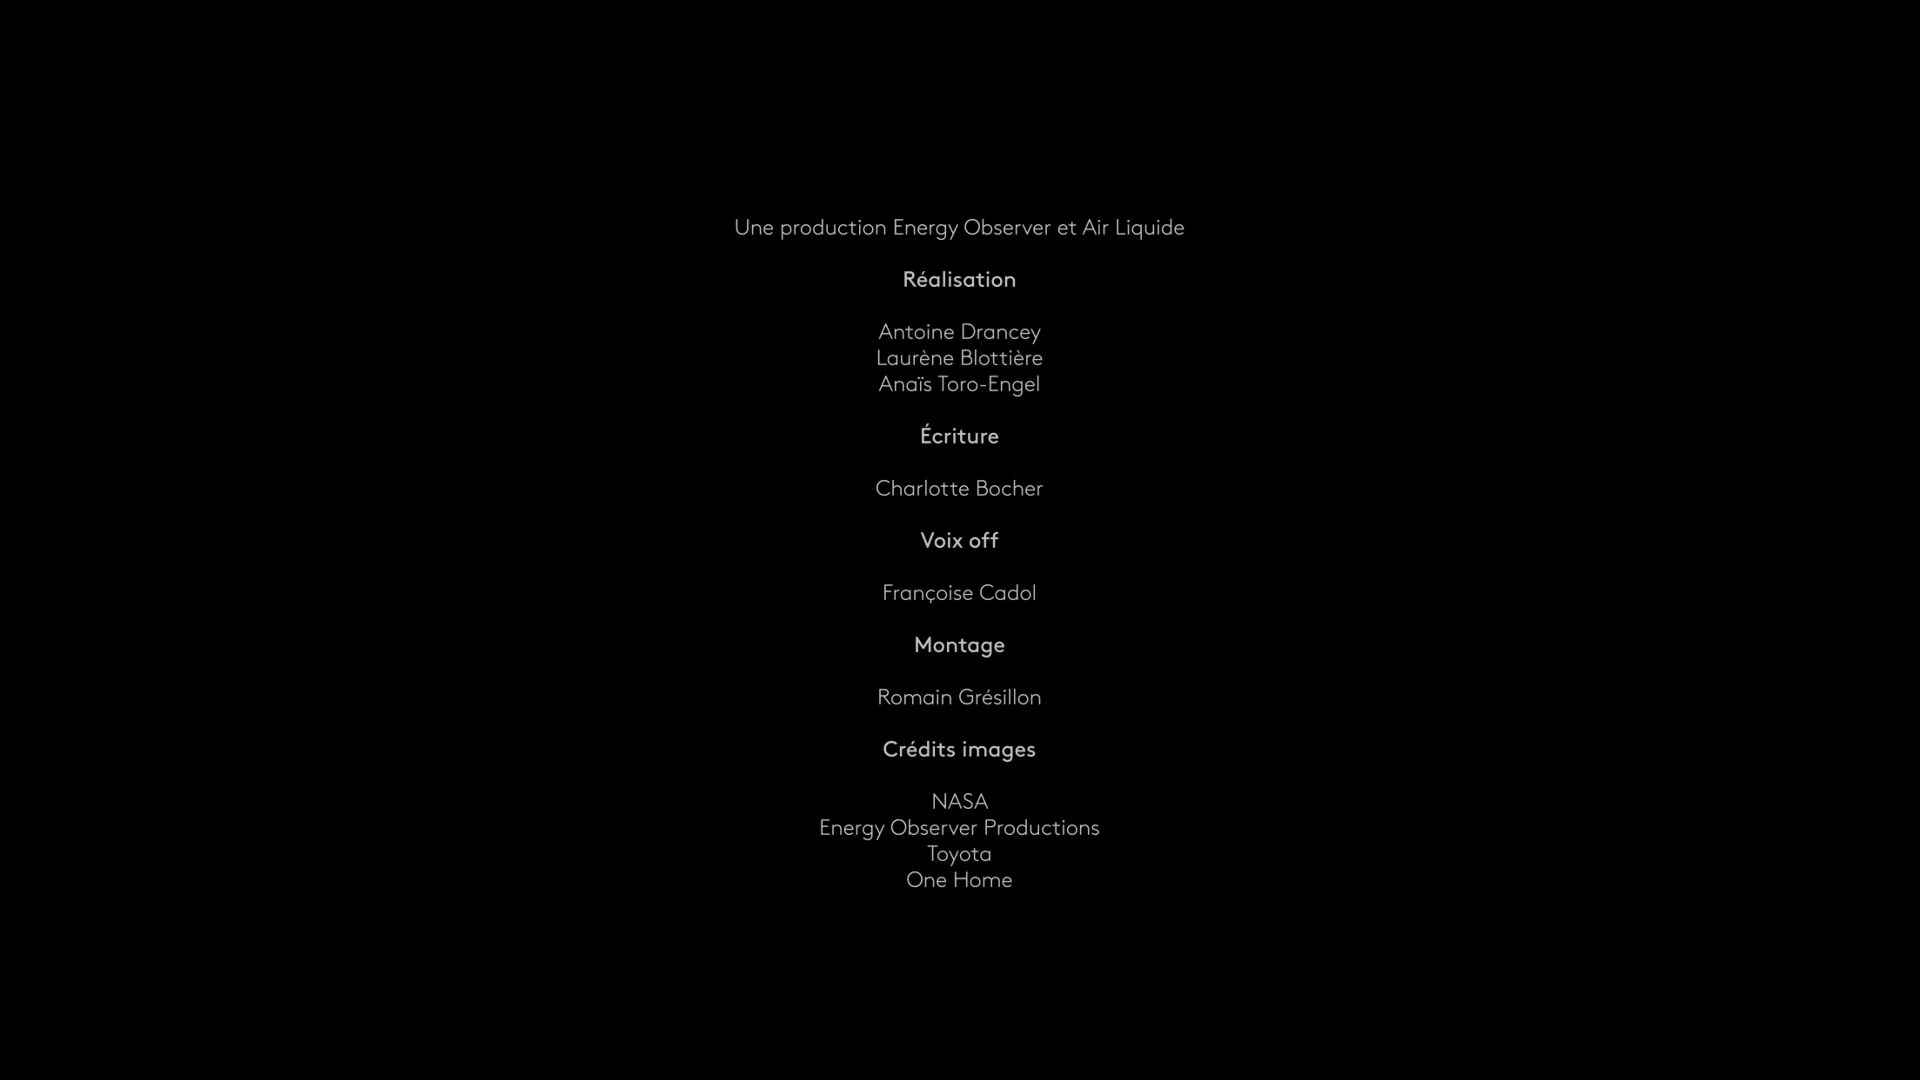 Une production Energy Observer et Air Liquide
Réalisation
Antoine Drancey
Laurène Blottière
Anaïs Toro-Engel
Écriture
Charlotte Bocher
Voix off
Françoise Cadol
Montage
Romain Grésillon
Crédits images
NASA
Energy Observer Productions
Toyota
One Home